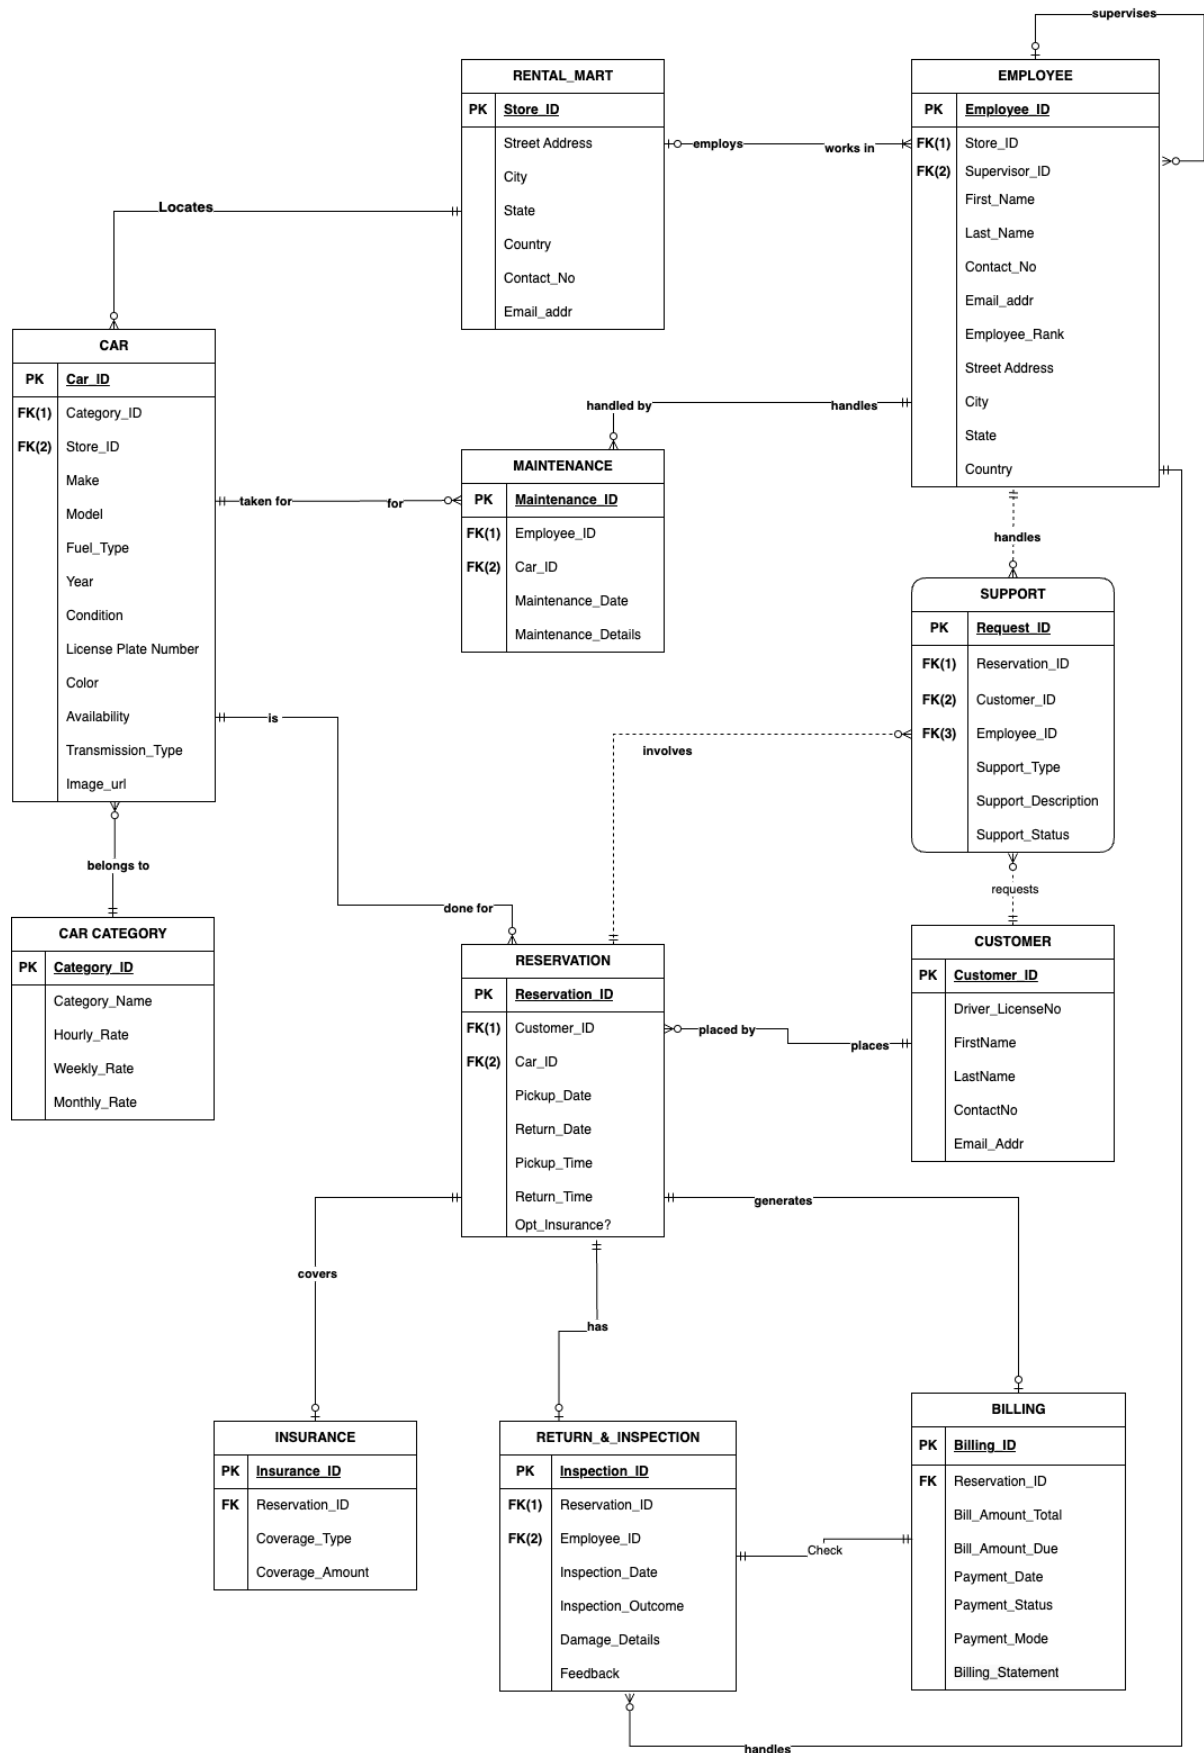 supervises
RENTAL_MART
PK Store_ID
Street Address
City
State
Country
Contact_No
Email_addr
employs
works in
EMPLOYEE
PK Employee_ID
FK(1) Store_ID
FK(2) Supervisor_ID
First_Name
Last_Name
Contact_No
Email_addr
Employee_Rank
Street Address
City
State
Country
Locates
CAR
PK Car_ID
FK(1) Category_ID
FK(2) Store_ID
Make
Model
Fuel_Type
Year
Condition
License Plate Number
Color
Availability
Transmission_Type
Image_url
handled by
handles
taken for
for
MAINTENANCE
PK Maintenance_ID
FK(1) Employee_ID
FK(2) Car_ID
Maintenance_Date
Maintenance_Details
handles
SUPPORT
PK Request_ID
FK(1) Reservation_ID
FK(2) Customer_ID
FK(3) Employee_ID
Support_Type
Support_Description
Support_Status
is
involves
belongs to
done for
requests
CAR CATEGORY
PK Category_ID
Category_Name
Hourly_Rate
Weekly_Rate
Monthly_Rate
RESERVATION
PK Reservation_ID
FK(1) Customer_ID
FK(2) Car_ID
Pickup_Date
Return_Date
Pickup_Time
Return_Time
Opt_Insurance?
placed by
places
CUSTOMER
PK Customer_ID
Driver_LicenseNo
FirstName
LastName
ContactNo
Email_Addr
generates
covers
has
INSURANCE
PK Insurance_ID
FK Reservation_ID
Coverage_Type
Coverage_Amount
RETURN_&_INSPECTION
PK Inspection_ID
FK(1) Reservation_ID
FK(2) Employee_ID
Inspection_Date
Inspection_Outcome
Damage_Details
Feedback
Check
BILLING
PK Billing_ID
FK Reservation_ID
Bill_Amount_Total
Bill_Amount_Due
Payment_Date
Payment_Status
Payment_Mode
Billing_Statement
handles